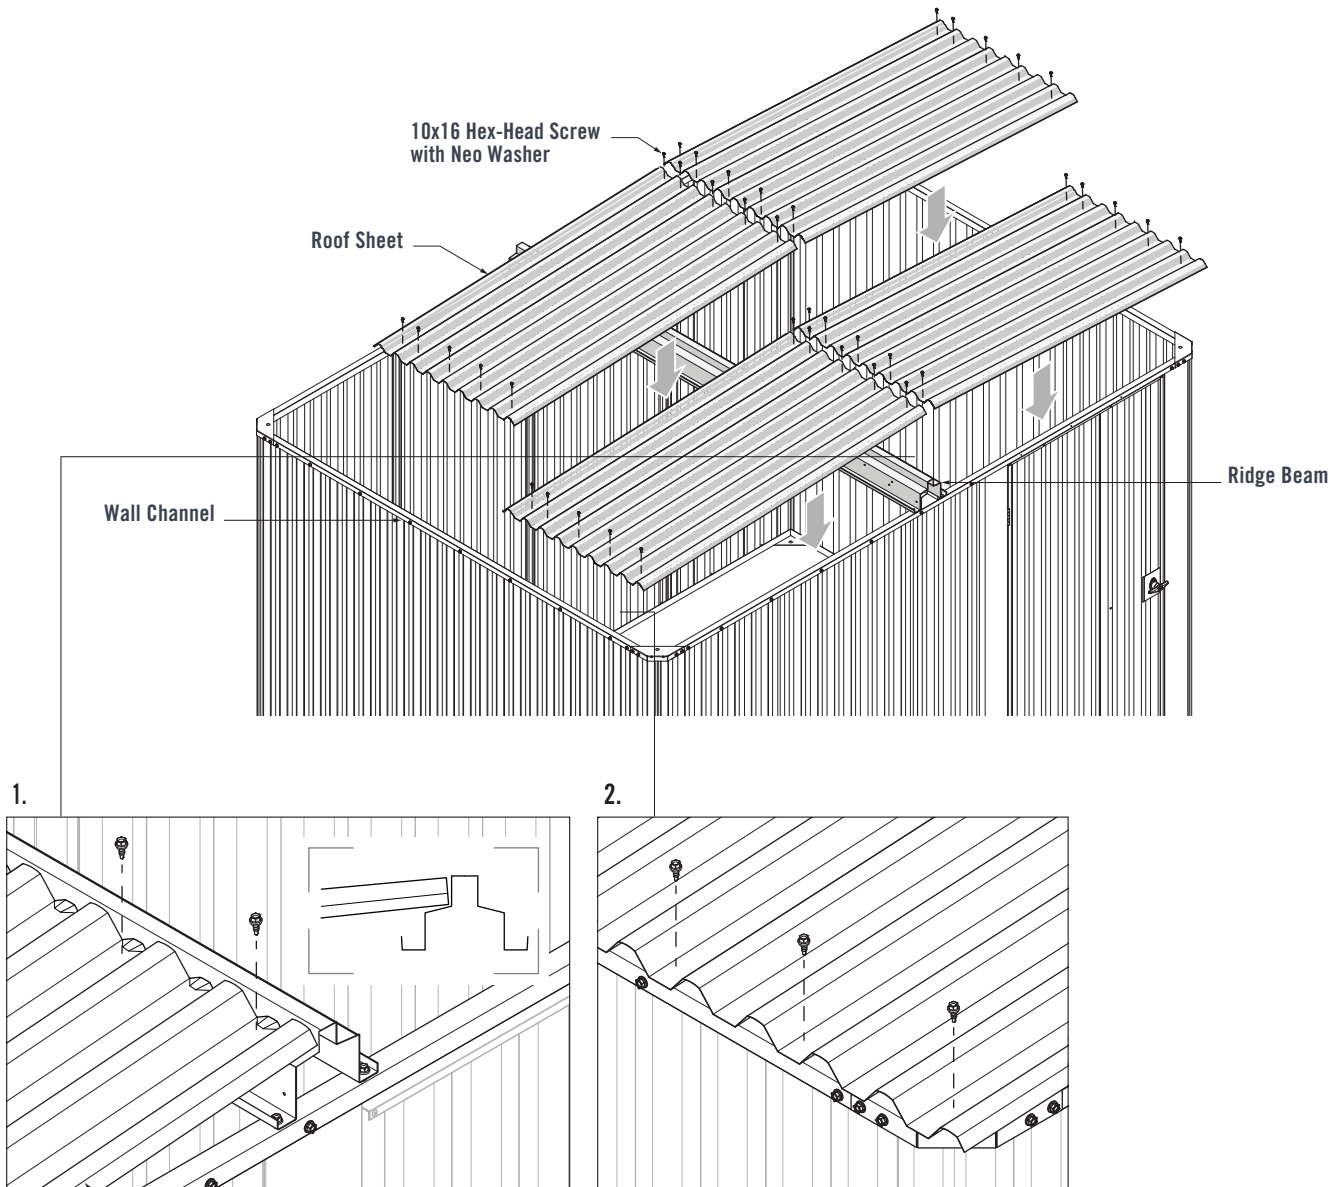 10x16 Hex-Head Screw
with Neo Washer
Roof Sheet
Ridge Beam
Wall Channel
1.
2.